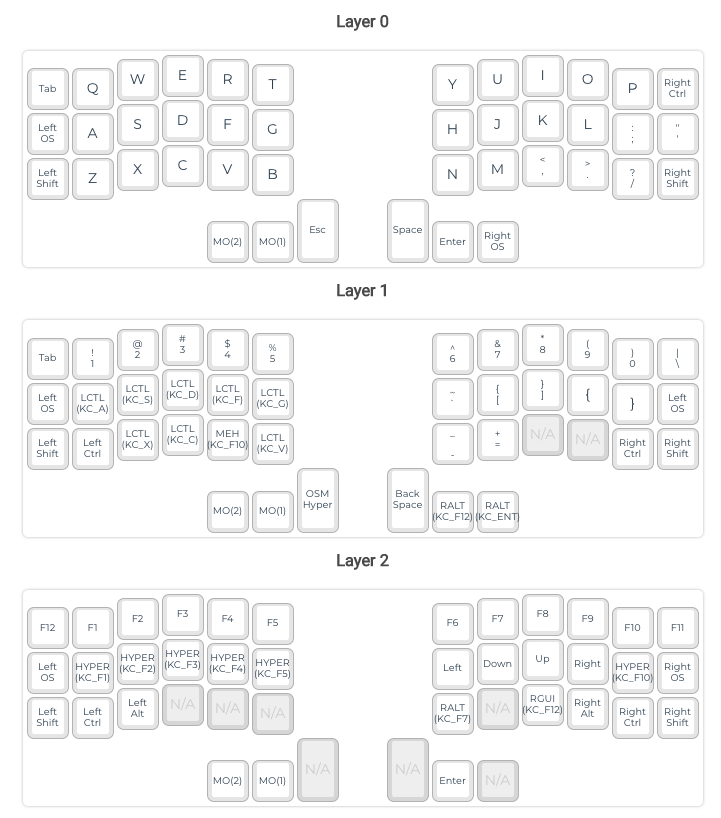 Layer 0
Tab Q W E R T Y U I O P Right Ctrl
Left OS A S D F G H J K L : ; " '
Left Shift Z X C V B N M < , > . ? / Right Shift
MO(2) MO(1) Esc Space Enter Right OS
Layer 1
Tab ! 1 @ 2 # 3 $ 4 % 5 ^ 6 & 7 * 8 ( 9 ) 0 | \
Left OS LCTL (KC_A) LCTL (KC_S) LCTL (KC_D) LCTL (KC_F) LCTL (KC_G) ~ ` { [ } ] { } Left OS
Left Shift Left Ctrl LCTL (KC_X) LCTL (KC_C) MEH (KC_F10) LCTL (KC_V) _ - + = N/A N/A Right Ctrl Right Shift
MO(2) MO(1) OSM Hyper Back Space RALT (KC_F12) RALT (KC_ENT)
Layer 2
F12 F1 F2 F3 F4 F5 F6 F7 F8 F9 F10 F11
Left OS HYPER (KC_F1) HYPER (KC_F2) HYPER (KC_F3) HYPER (KC_F4) HYPER (KC_F5) Left Down Up Right HYPER (KC_F10) Right OS
Left Shift Left Ctrl Left Alt N/A N/A N/A RALT (KC_F7) N/A RGUI (KC_F12) Right Alt Right Ctrl Right Shift
MO(2) MO(1) N/A N/A Enter N/A